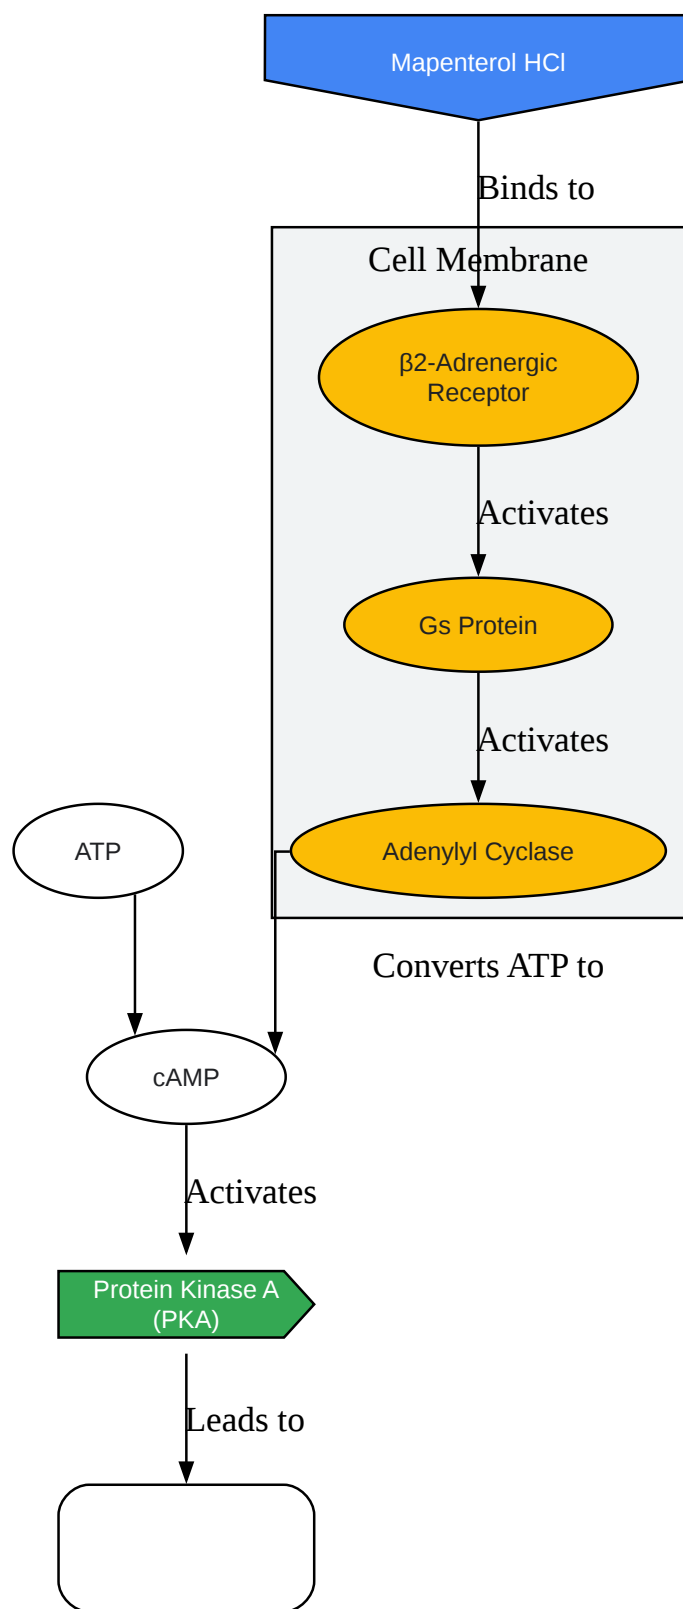 Mapenterol HCl
Binds to
Cell Membrane
β2-Adrenergic
Receptor
Activates
Gs Protein
Activates
ATP
Adenylyl Cyclase
Converts ATP to
cAMP
Activates
Protein Kinase A
(PKA)
Leads to